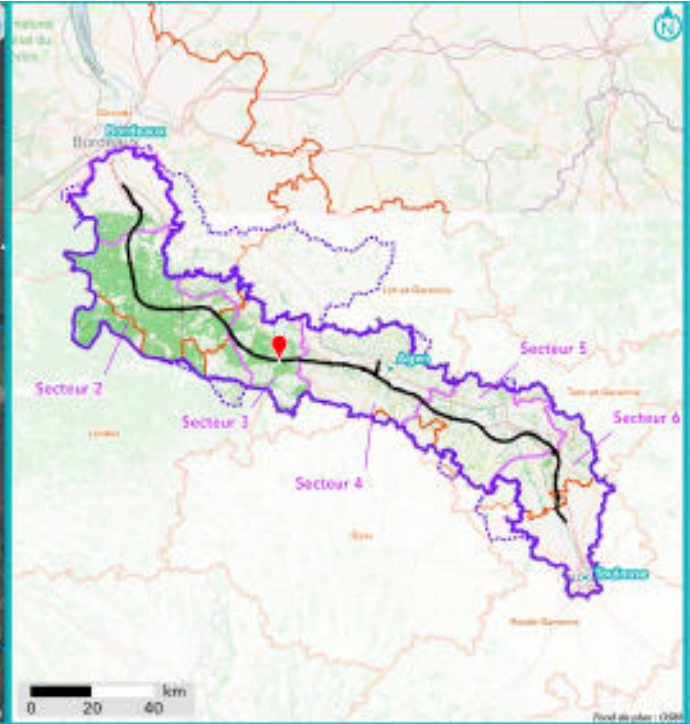 N
Gironde
Bordeaux
Bordeaux
Lot-et-Garonne
Agen
Secteur 5
Tarn-et-Garonne
Secteur 2
Secteur 3
Secteur 6
Landes
Secteur 4
Gers
Toulouse
Haute-Garonne
km
0 20 40
Fond de plan : OSM